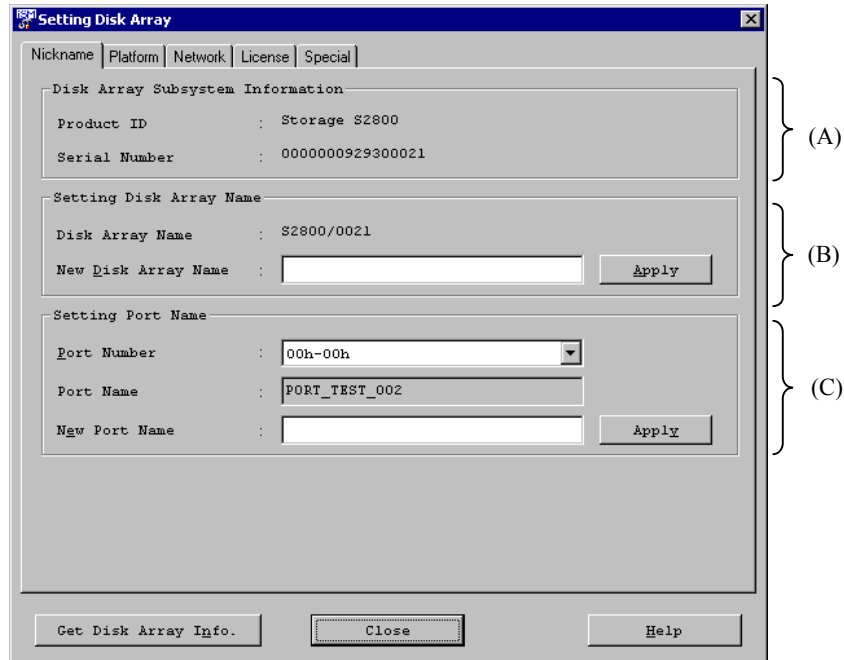 Setting Disk Array
Nickname Platform Network License Special
Disk Array Subsystem Information
Product ID : Storage S2800
Serial Number : 0000000929300021
(A)
Setting Disk Array Name
Disk Array Name : S2800/0021
New Disk Array Name : Apply
(B)
Setting Port Name
Port Number : 00h-00h
Port Name : PORT_TEST_002
New Port Name : Apply
(C)
Get Disk Array Info. Close Help